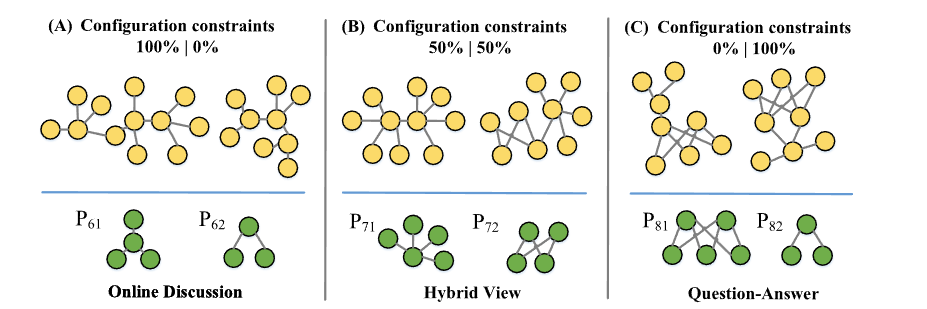 (A) Configuration constraints
100% | 0%
(B) Configuration constraints
50% | 50%
(C) Configuration constraints
0% | 100%
P61
P62
P71
P72
P81
P82
Online Discussion
Hybrid View
Question-Answer